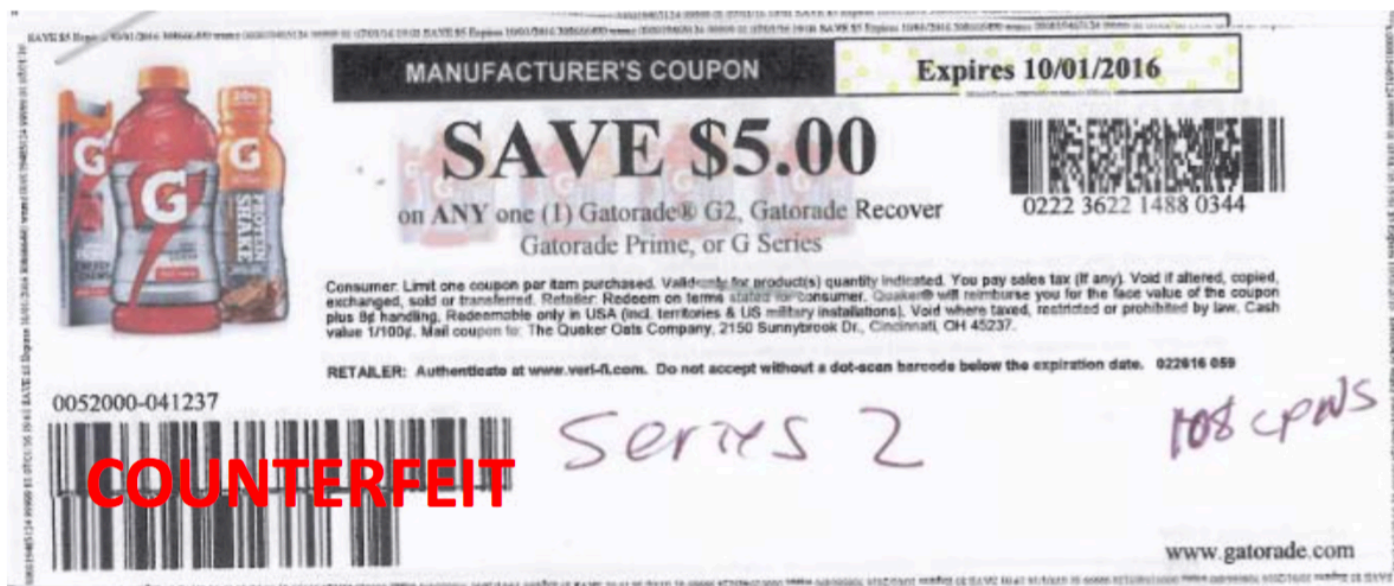 MANUFACTURER'S COUPON
Expires 10/01/2016
SAVE $5.00
on ANY one (1) Gatorade® G2, Gatorade Recover
Gatorade Prime, or G Series
0222 3622 1488 0344
G
G
G
PROTEIN
SHAKE
Consumer: Limit one coupon per item purchased. Valid only for product(s) quantity indicated. You pay sales tax (if any). Void if altered, copied,
exchanged, sold or transferred. Retailer: Redeem on terms stated for consumer. Quaker® will reimburse you for the face value of the coupon
plus 8¢ handling. Redeemable only in USA (incl. territories & US military installations). Void where taxed, restricted or prohibited by law. Cash
value 1/100¢. Mail coupon to: The Quaker Oats Company, 2150 Sunnybrook Dr., Cincinnati, OH 45237.
RETAILER: Authenticate at www.veri-fi.com. Do not accept without a dot-scan barcode below the expiration date. 022616 059
0052000-041237
COUNTERFEIT
Series 2
108 cpns
www.gatorade.com